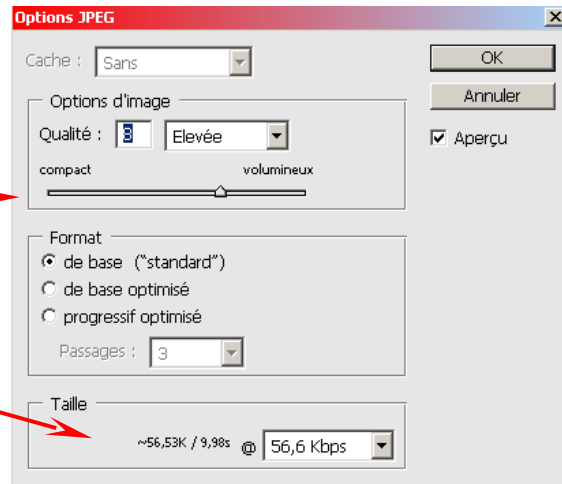 Options JPEG
Cache : Sans
OK
Annuler
Aperçu
Options d'image
Qualité : 8 Elevée
compact volumineux
Format
de base ("standard")
de base optimisé
progressif optimisé
Passages : 3
Taille
~56,53K / 9,98s @ 56,6 Kbps